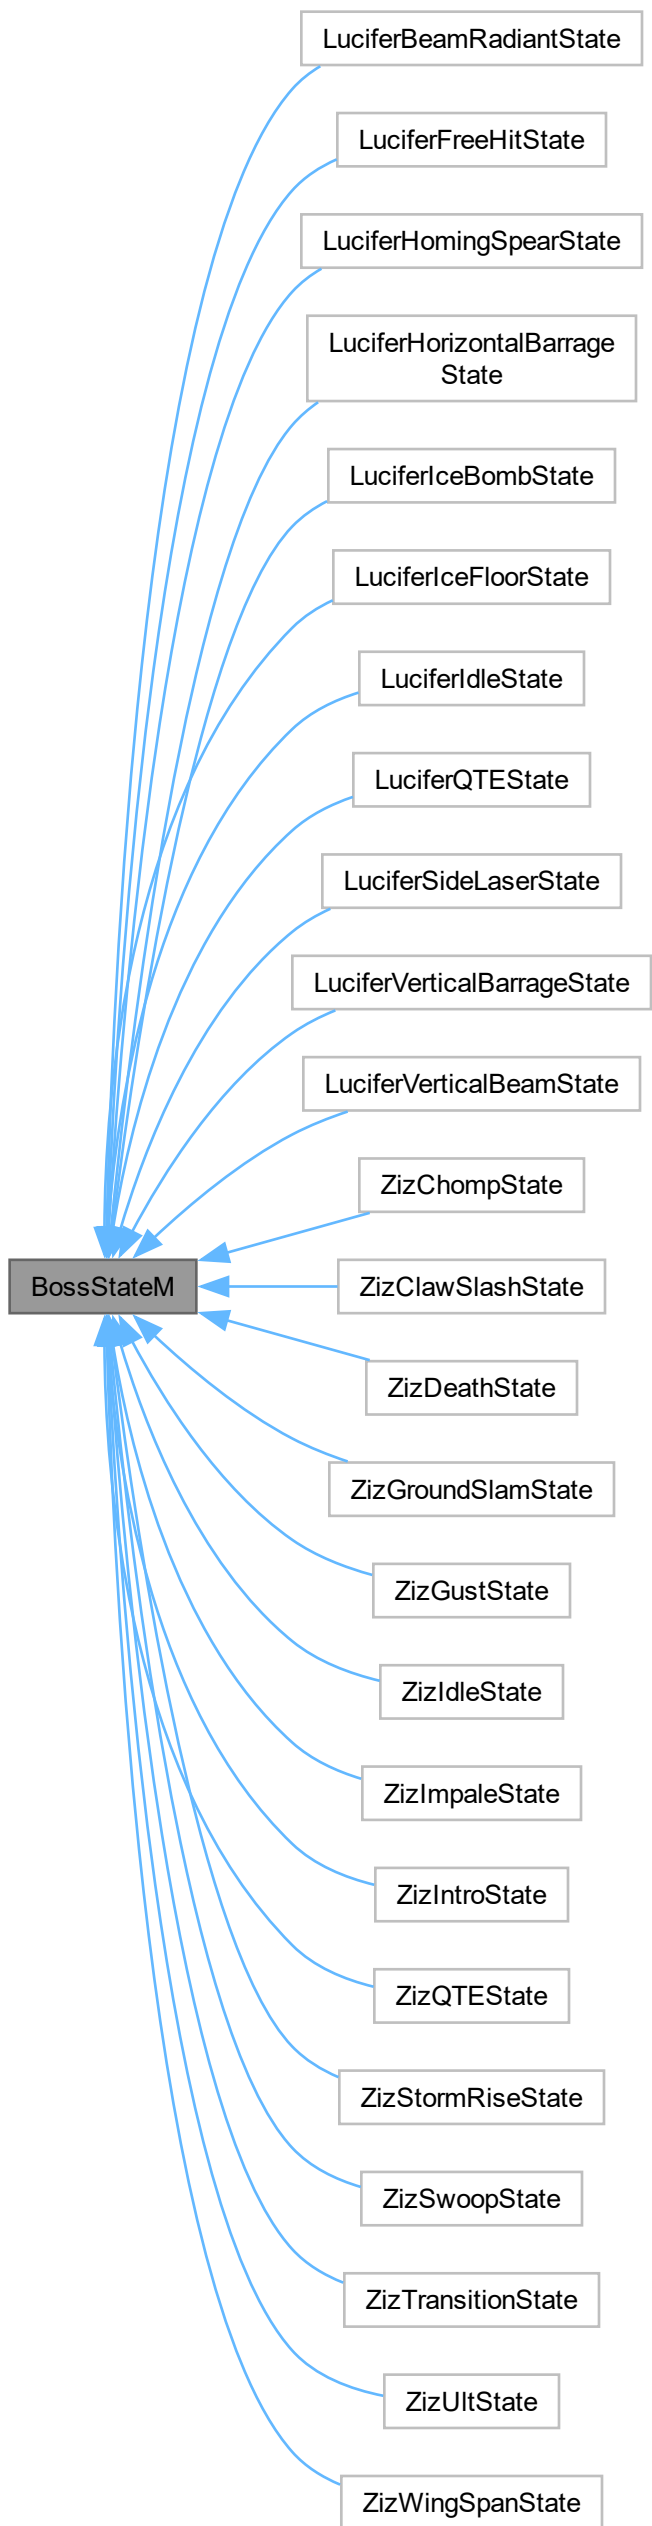 LuciferBeamRadiantState
LuciferFreeHitState
LuciferHomingSpearState
LuciferHorizontalBarrage
State
LuciferIceBombState
LuciferIceFloorState
LuciferIdleState
LuciferQTEState
LuciferSideLaserState
LuciferVerticalBarrageState
LuciferVerticalBeamState
ZizChompState
BossStateM
ZizClawSlashState
ZizDeathState
ZizGroundSlamState
ZizGustState
ZizIdleState
ZizImpaleState
ZizIntroState
ZizQTEState
ZizStormRiseState
ZizSwoopState
ZizTransitionState
ZizUltState
ZizWingSpanState